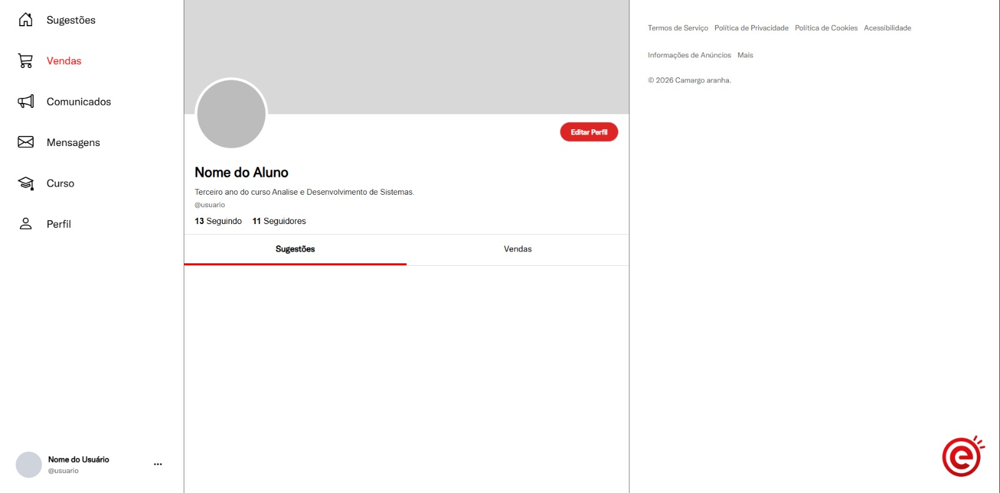 Sugestões
Vendas
Comunicados
Mensagens
Curso
Perfil
Nome do Usuário
@usuario
Editar Perfil
Nome do Aluno
Terceiro ano do curso Analise e Desenvolvimento de Sistemas.
@usuario
13 Seguindo 11 Seguidores
Sugestões Vendas
Termos de Serviço Política de Privacidade Política de Cookies Acessibilidade
Informações de Anúncios Mais
© 2026 Camargo aranha.
e